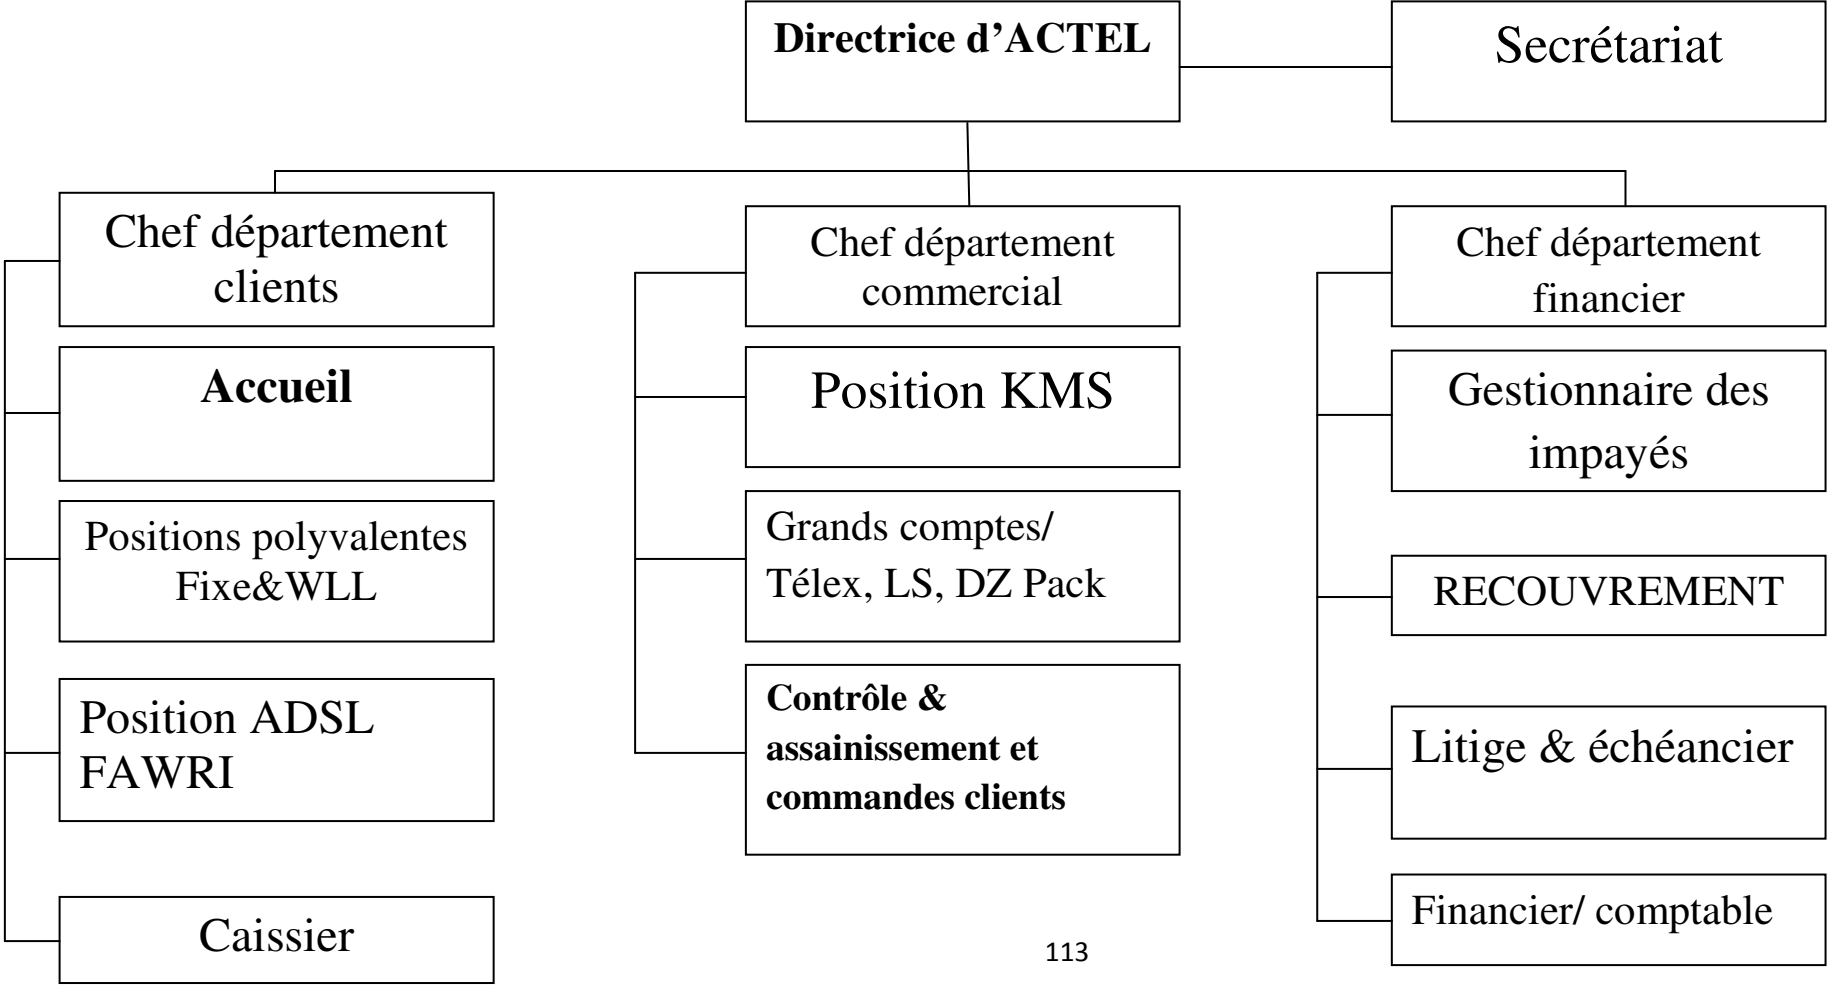 Directrice d’ACTEL
Secrétariat
Chef département
clients
Accueil
Positions polyvalentes
Fixe&WLL
Position ADSL
FAWRI
Caissier
Chef département
commercial
Position KMS
Grands comptes/
Télex, LS, DZ Pack
Contrôle &
assainissement et
commandes clients
Chef département
financier
Gestionnaire des
impayés
RECOUVREMENT
Litige & échéancier
Financier/ comptable
113